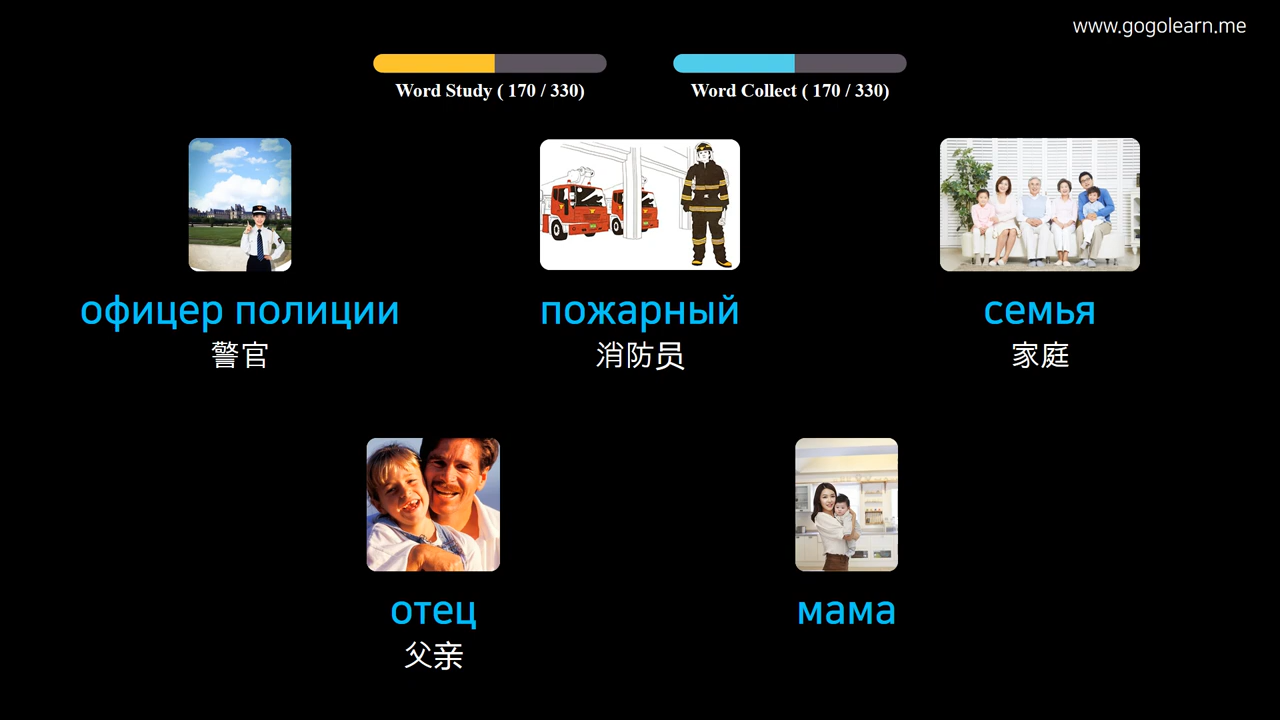 www.gogolearn.me
Word Study ( 170 / 330)
Word Collect ( 170 / 330)
офицер полиции
警官
пожарный
消防员
семья
家庭
отец
父亲
мама